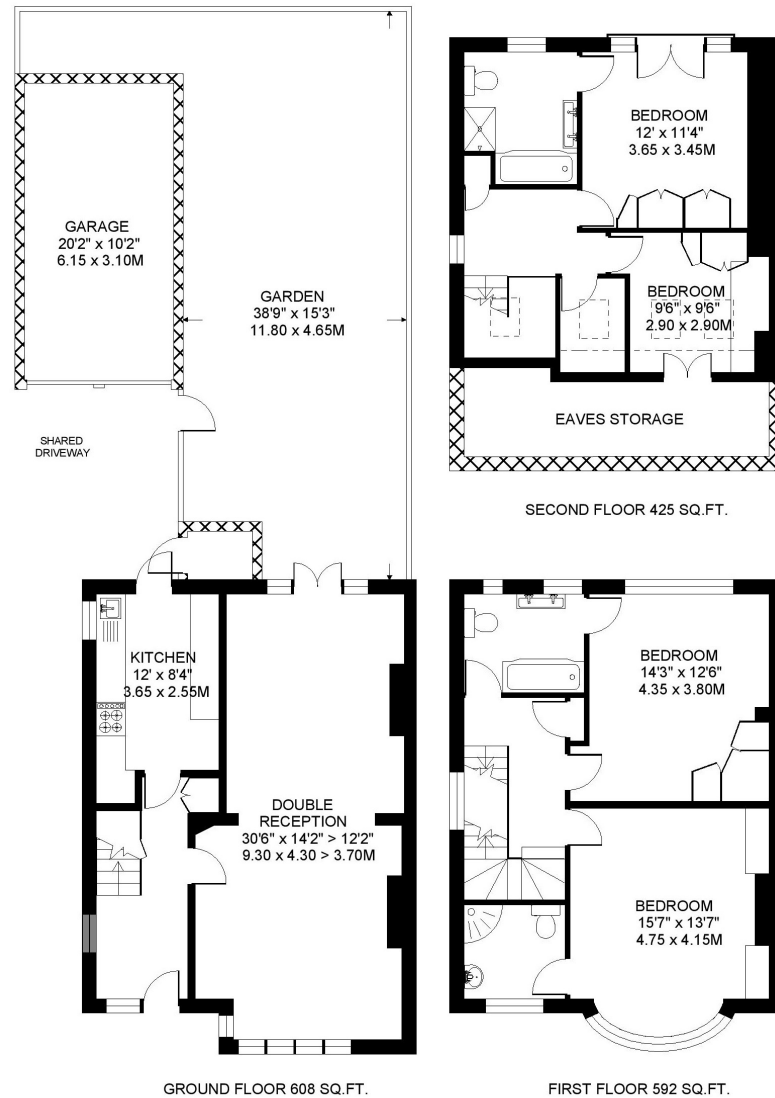 GARAGE
20'2" x 10'2"
6.15 x 3.10M
GARDEN
38'9" x 15'3"
11.80 x 4.65M
SHARED
DRIVEWAY
KITCHEN
12' x 8'4"
3.65 x 2.55M
DOUBLE
RECEPTION
30'6" x 14'2" > 12'2"
9.30 x 4.30 > 3.70M
GROUND FLOOR 608 SQ.FT.
BEDROOM
12' x 11'4"
3.65 x 3.45M
BEDROOM
9'6" x 9'6"
2.90 x 2.90M
EAVES STORAGE
SECOND FLOOR 425 SQ.FT.
BEDROOM
14'3" x 12'6"
4.35 x 3.80M
BEDROOM
15'7" x 13'7"
4.75 x 4.15M
FIRST FLOOR 592 SQ.FT.